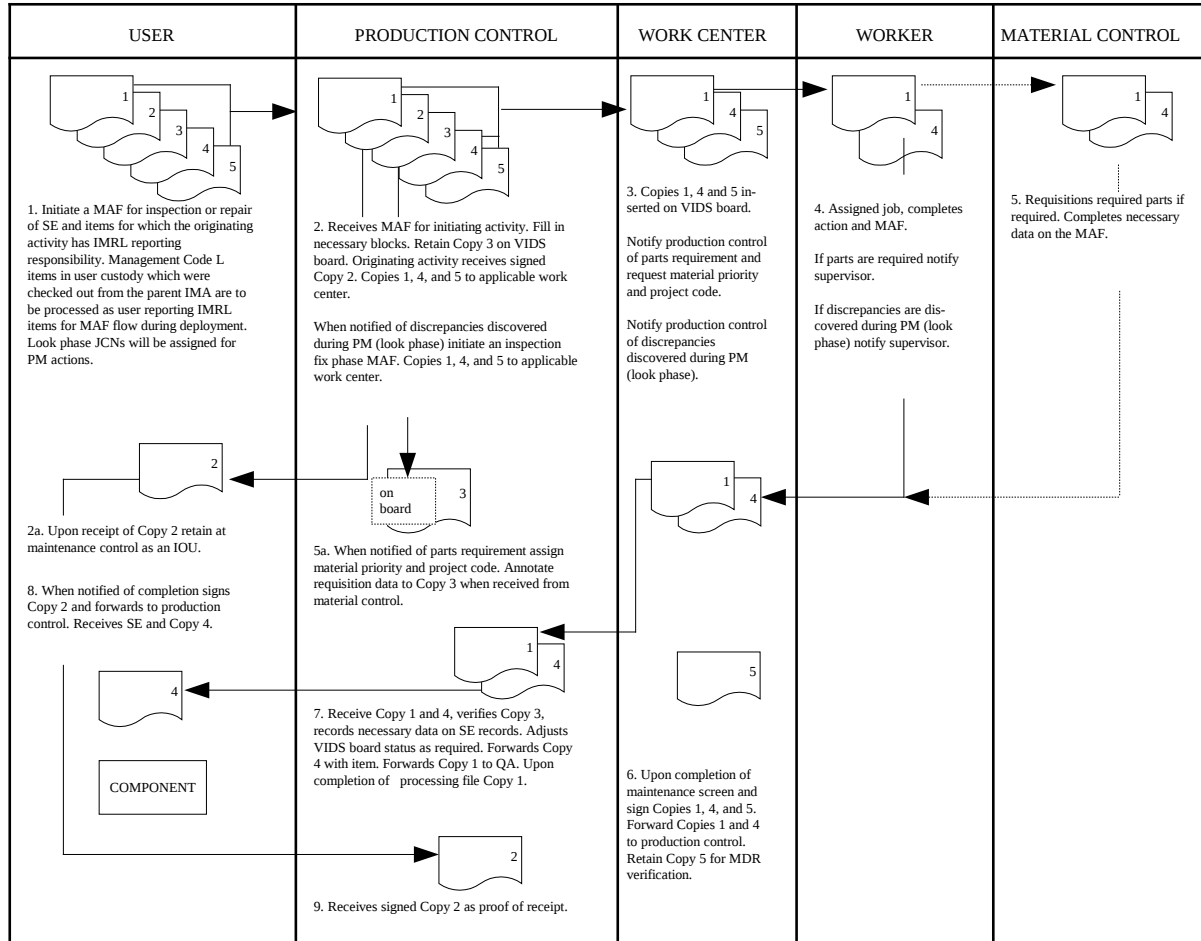 USER
PRODUCTION CONTROL
WORK CENTER
WORKER
MATERIAL CONTROL
1
2
3
4
5
1. Initiate a MAF for inspection or repair
of SE and items for which the originating
activity has IMRL reporting
responsibility. Management Code L
items in user custody which were
checked out from the parent IMA are to
be processed as user reporting IMRL
items for MAF flow during deployment.
Look phase JCNs will be assigned for
PM actions.
1
2
3
4
5
2. Receives MAF for initiating activity. Fill in
necessary blocks. Retain Copy 3 on VIDS
board. Originating activity receives signed
Copy 2. Copies 1, 4, and 5 to applicable work
center.
When notified of discrepancies discovered
during PM (look phase) initiate an inspection
fix phase MAF. Copies 1, 4, and 5 to applicable
work center.
1
4
5
3. Copies 1, 4 and 5 in-
serted on VIDS board.
Notify production control
of parts requirement and
request material priority
and project code.
Notify production control
of discrepancies
discovered during PM
(look phase).
1
4
4. Assigned job, completes
action and MAF.
If parts are required notify
supervisor.
If discrepancies are dis-
covered during PM (look
phase) notify supervisor.
1
4
5. Requisitions required parts if
required. Completes necessary
data on the MAF.
2
2a. Upon receipt of Copy 2 retain at
maintenance control as an IOU.
8. When notified of completion signs
Copy 2 and forwards to production
control. Receives SE and Copy 4.
3
on
board
5a. When notified of parts requirement assign
material priority and project code. Annotate
requisition data to Copy 3 when received from
material control.
1
4
1
4
5
4
7. Receive Copy 1 and 4, verifies Copy 3,
records necessary data on SE records. Adjusts
VIDS board status as required. Forwards Copy
4 with item. Forwards Copy 1 to QA. Upon
completion of processing file Copy 1.
COMPONENT
6. Upon completion of
maintenance screen and
sign Copies 1, 4, and 5.
Forward Copies 1 and 4
to production control.
Retain Copy 5 for MDR
verification.
2
9. Receives signed Copy 2 as proof of receipt.